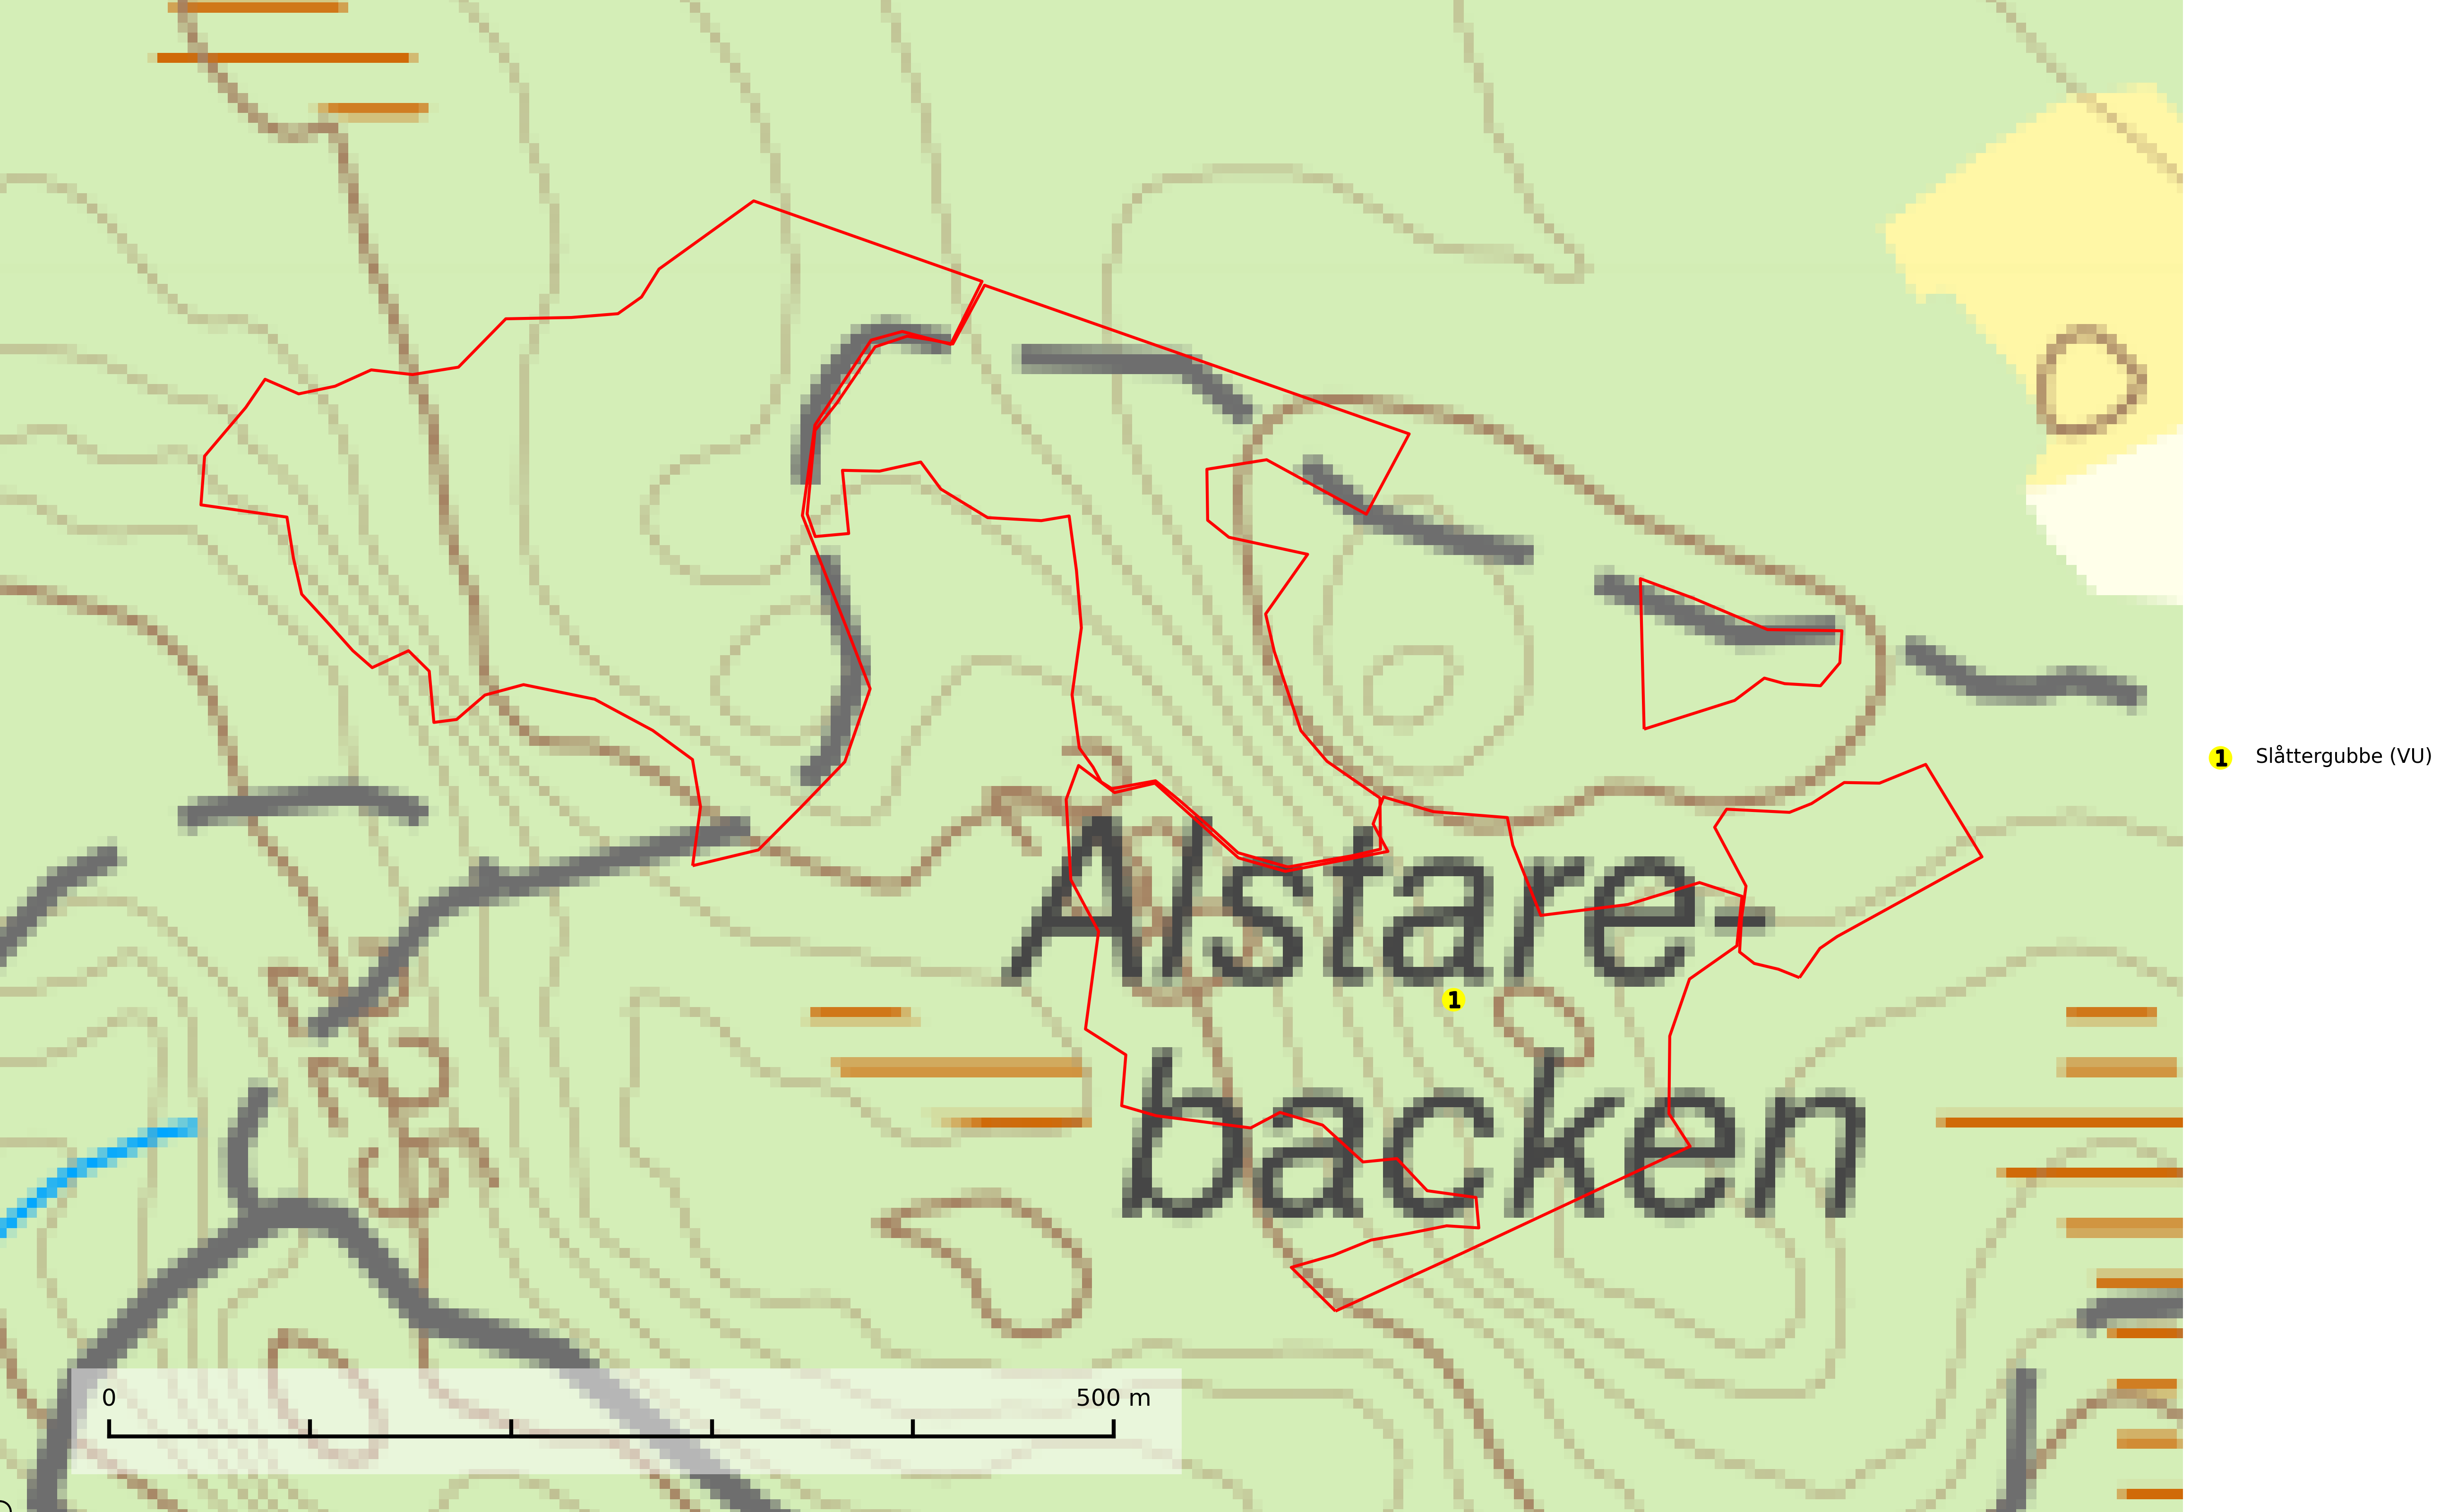 Alstare-
backen
1
1 Slåttergubbe (VU)
0 500 m